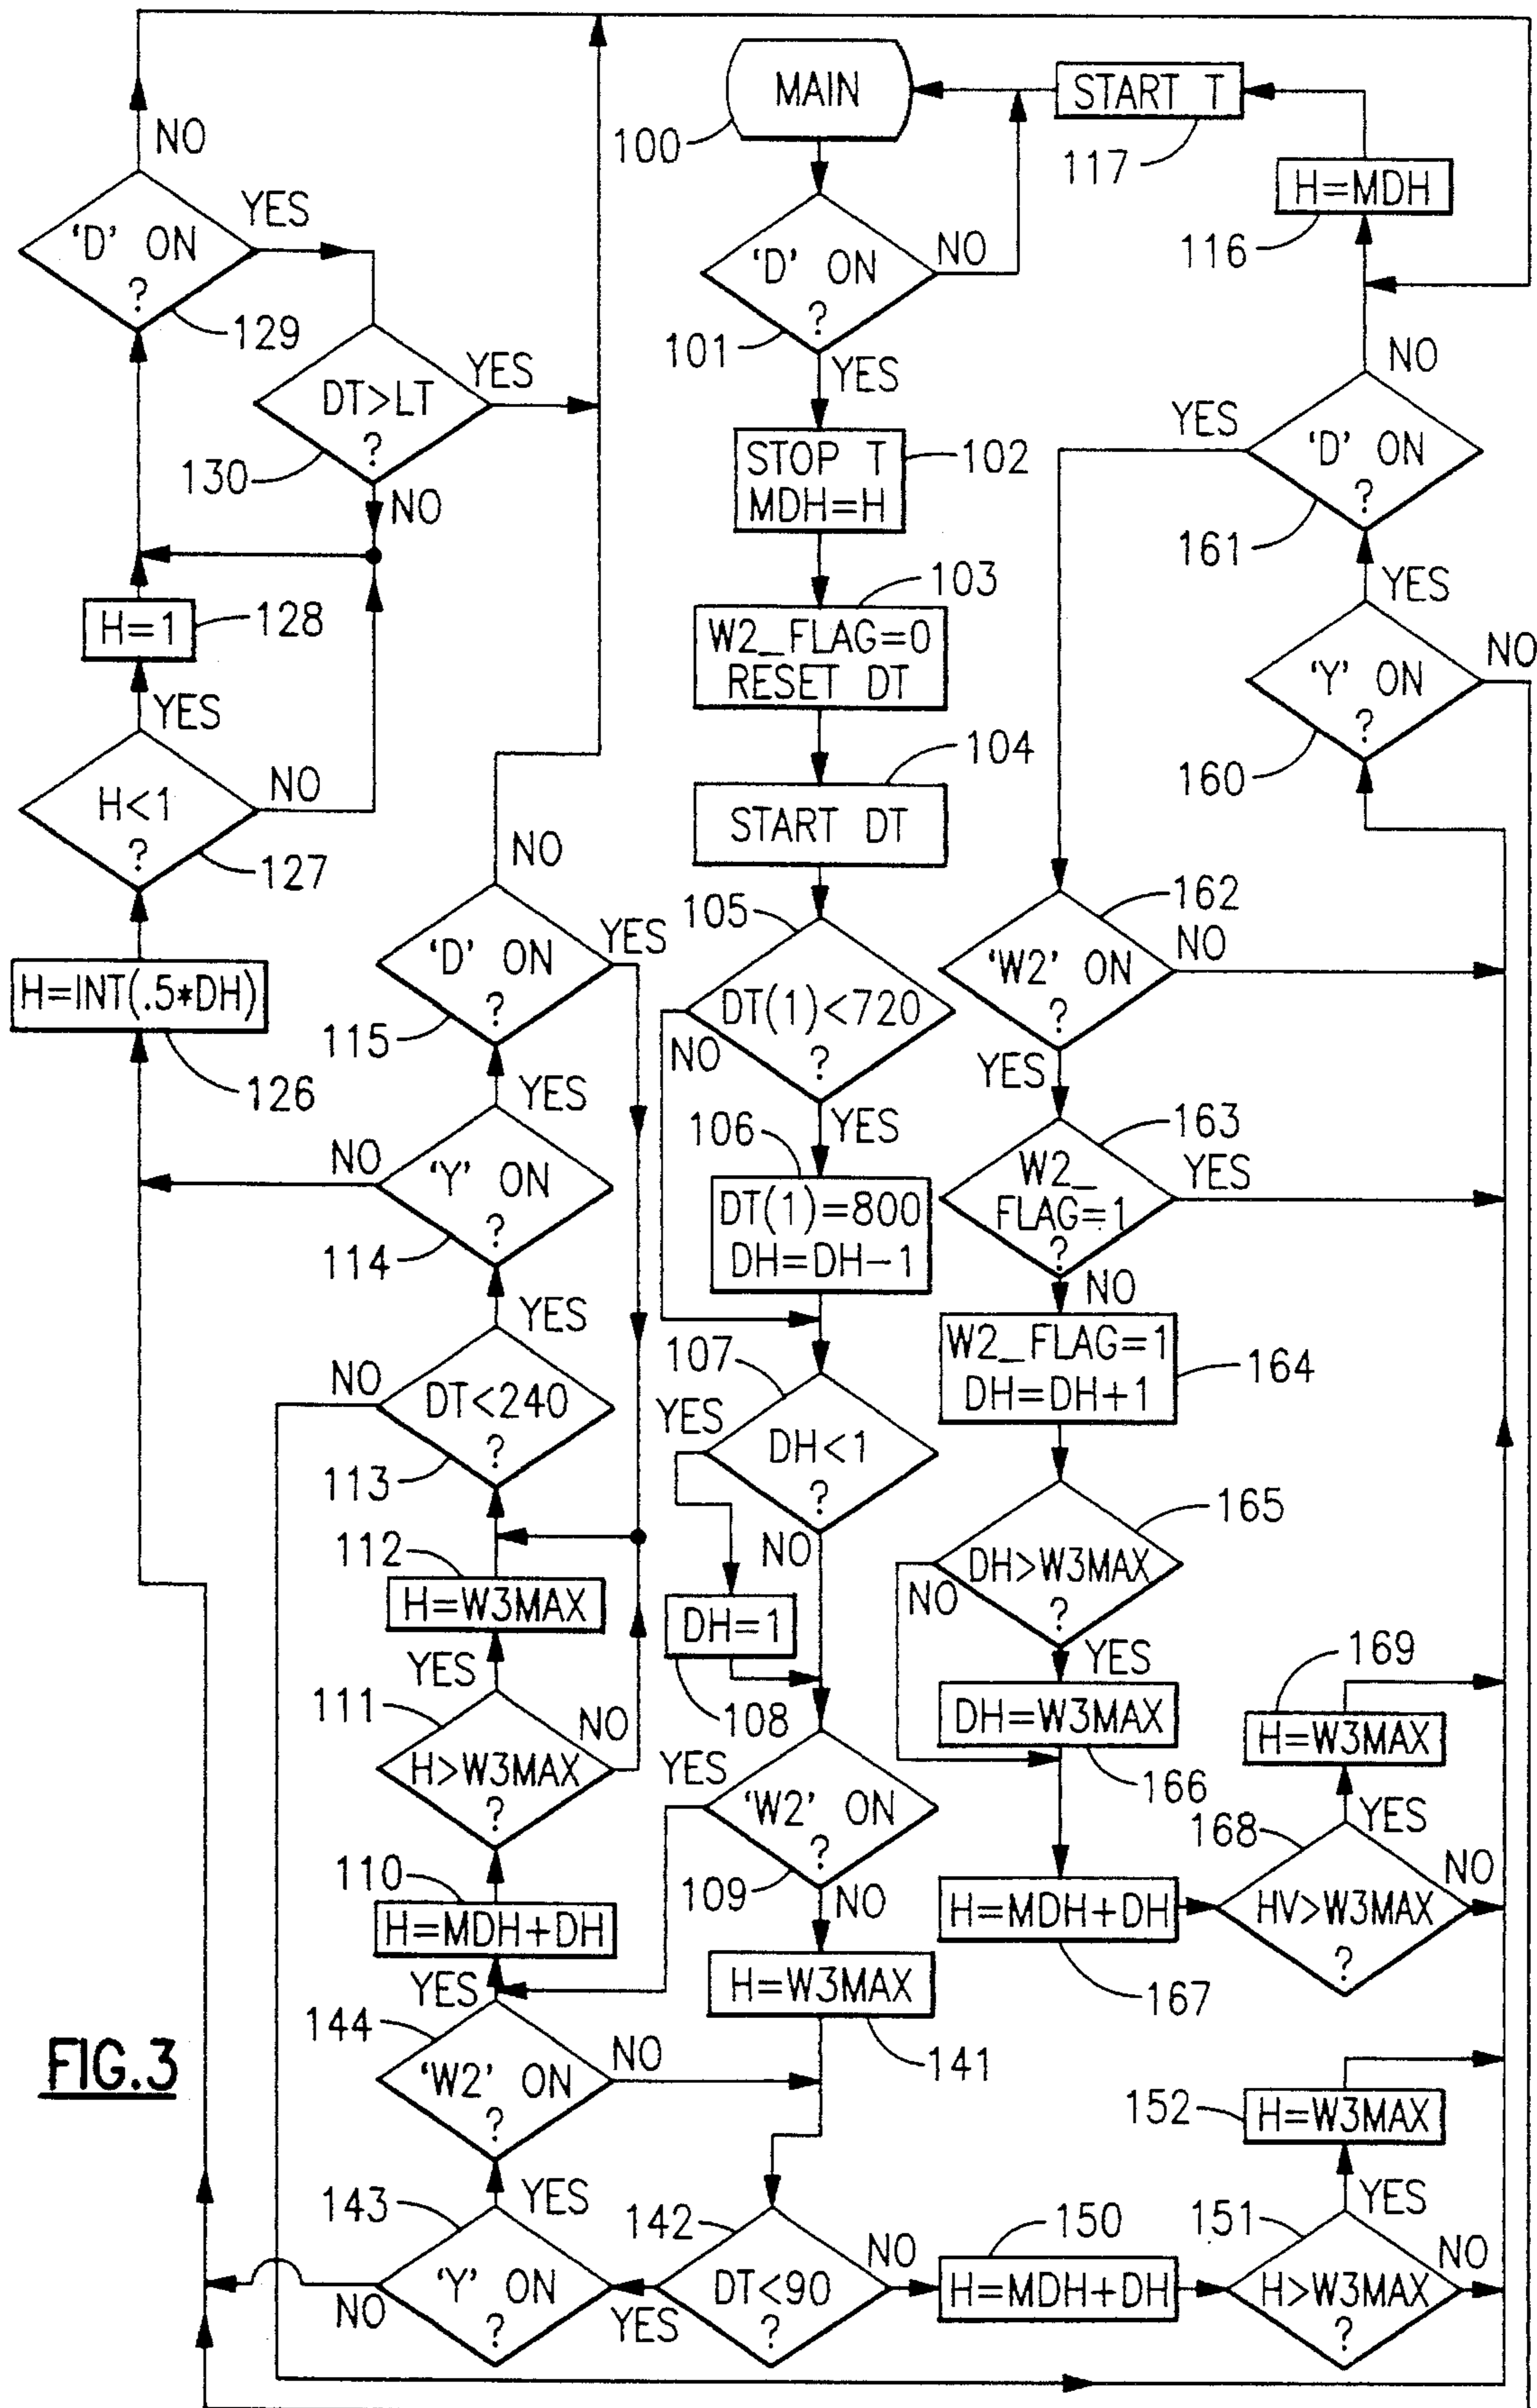 MAIN
100
START T
117
H=MDH
116
'D' ON
?
101
NO
YES
STOP T
MDH=H
102
W2_FLAG=0
RESET DT
103
START DT
104
DT(1)<720
?
105
NO
YES
DT(1)=800
DH=DH-1
106
DH<1
?
107
YES
NO
DH=1
108
'W2' ON
?
109
YES
NO
H=W3MAX
141
DT<90
?
142
YES
NO
'Y' ON
?
143
NO
YES
'W2' ON
?
144
NO
YES
H=MDH+DH
110
H>W3MAX
?
111
NO
YES
H=W3MAX
112
DT<240
?
113
NO
YES
'Y' ON
?
114
NO
YES
'D' ON
?
115
YES
NO
H=INT(.5*DH)
126
H<1
?
127
NO
YES
H=1
128
'D' ON
?
129
NO
YES
DT>LT
?
130
YES
NO
H=MDH+DH
150
H>W3MAX
?
151
NO
YES
H=W3MAX
152
'Y' ON
?
160
NO
YES
'D' ON
?
161
NO
YES
'W2' ON
?
162
NO
YES
W2_
FLAG=1
?
163
YES
NO
W2_FLAG=1
DH=DH+1
164
DH>W3MAX
?
165
NO
YES
DH=W3MAX
166
H=MDH+DH
167
HV>W3MAX
?
168
NO
YES
H=W3MAX
169
FIG.3